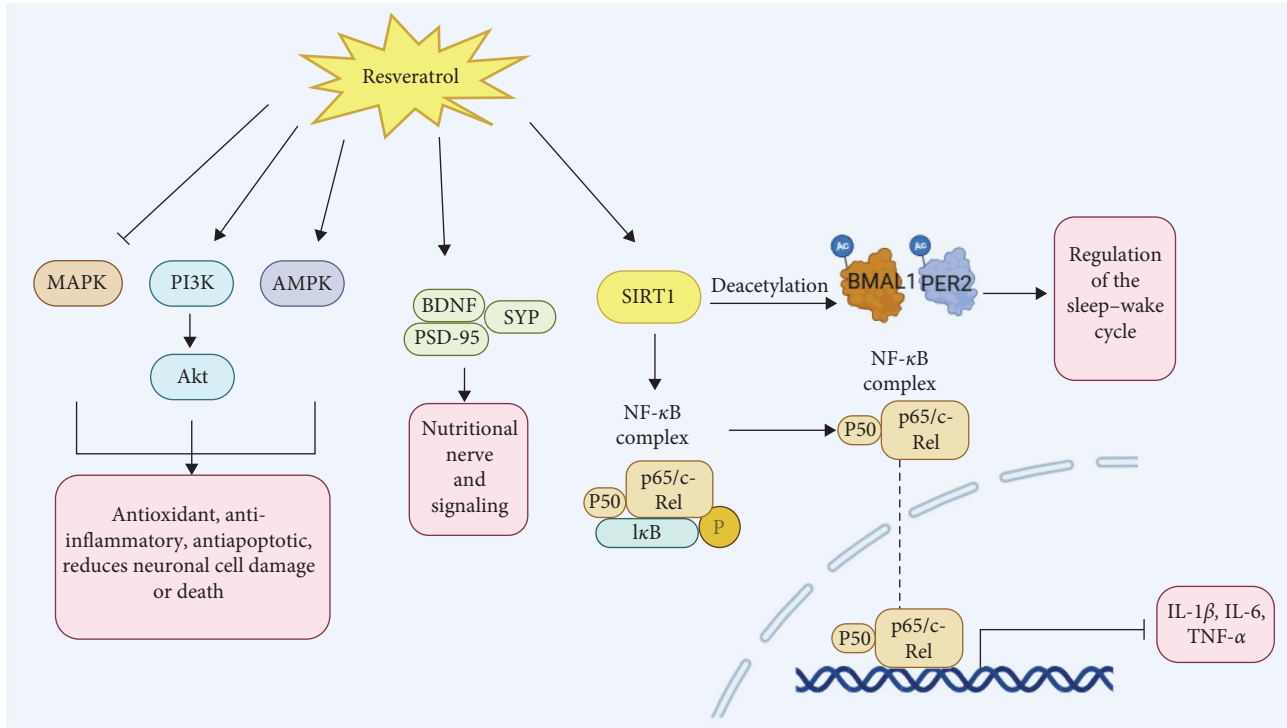 Resveratrol
MAPK
PI3K
AMPK
Akt
Antioxidant, anti-
inflammatory, antiapoptotic,
reduces neuronal cell damage
or death
BDNF
SYP
PSD-95
Nutritional
nerve
and
signaling
SIRT1
Deacetylation
Ac
BMAL1
Ac
PER2
Regulation
of the
sleep–wake
cycle
NF-κB
complex
P50
p65/c-
Rel
lκB
P
NF-κB
complex
P50
p65/c-
Rel
P50
p65/c-
Rel
IL-1β, IL-6,
TNF-α